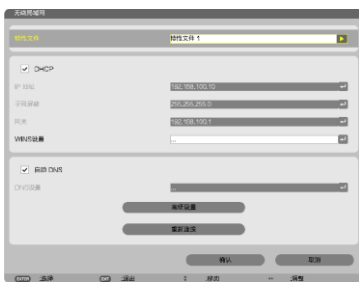 无线局域网
特性文件 特性文件 1
DHCP
IP 地址 192.168.100.10
子网屏蔽 255.255.255.0
网关 192.168.100.1
WINS设置 ...
自动 DNS
DNS设置 ...
高级设置
重新连接
确认 取消
ENTER :选择 EXIT :退出 :移动 :调整